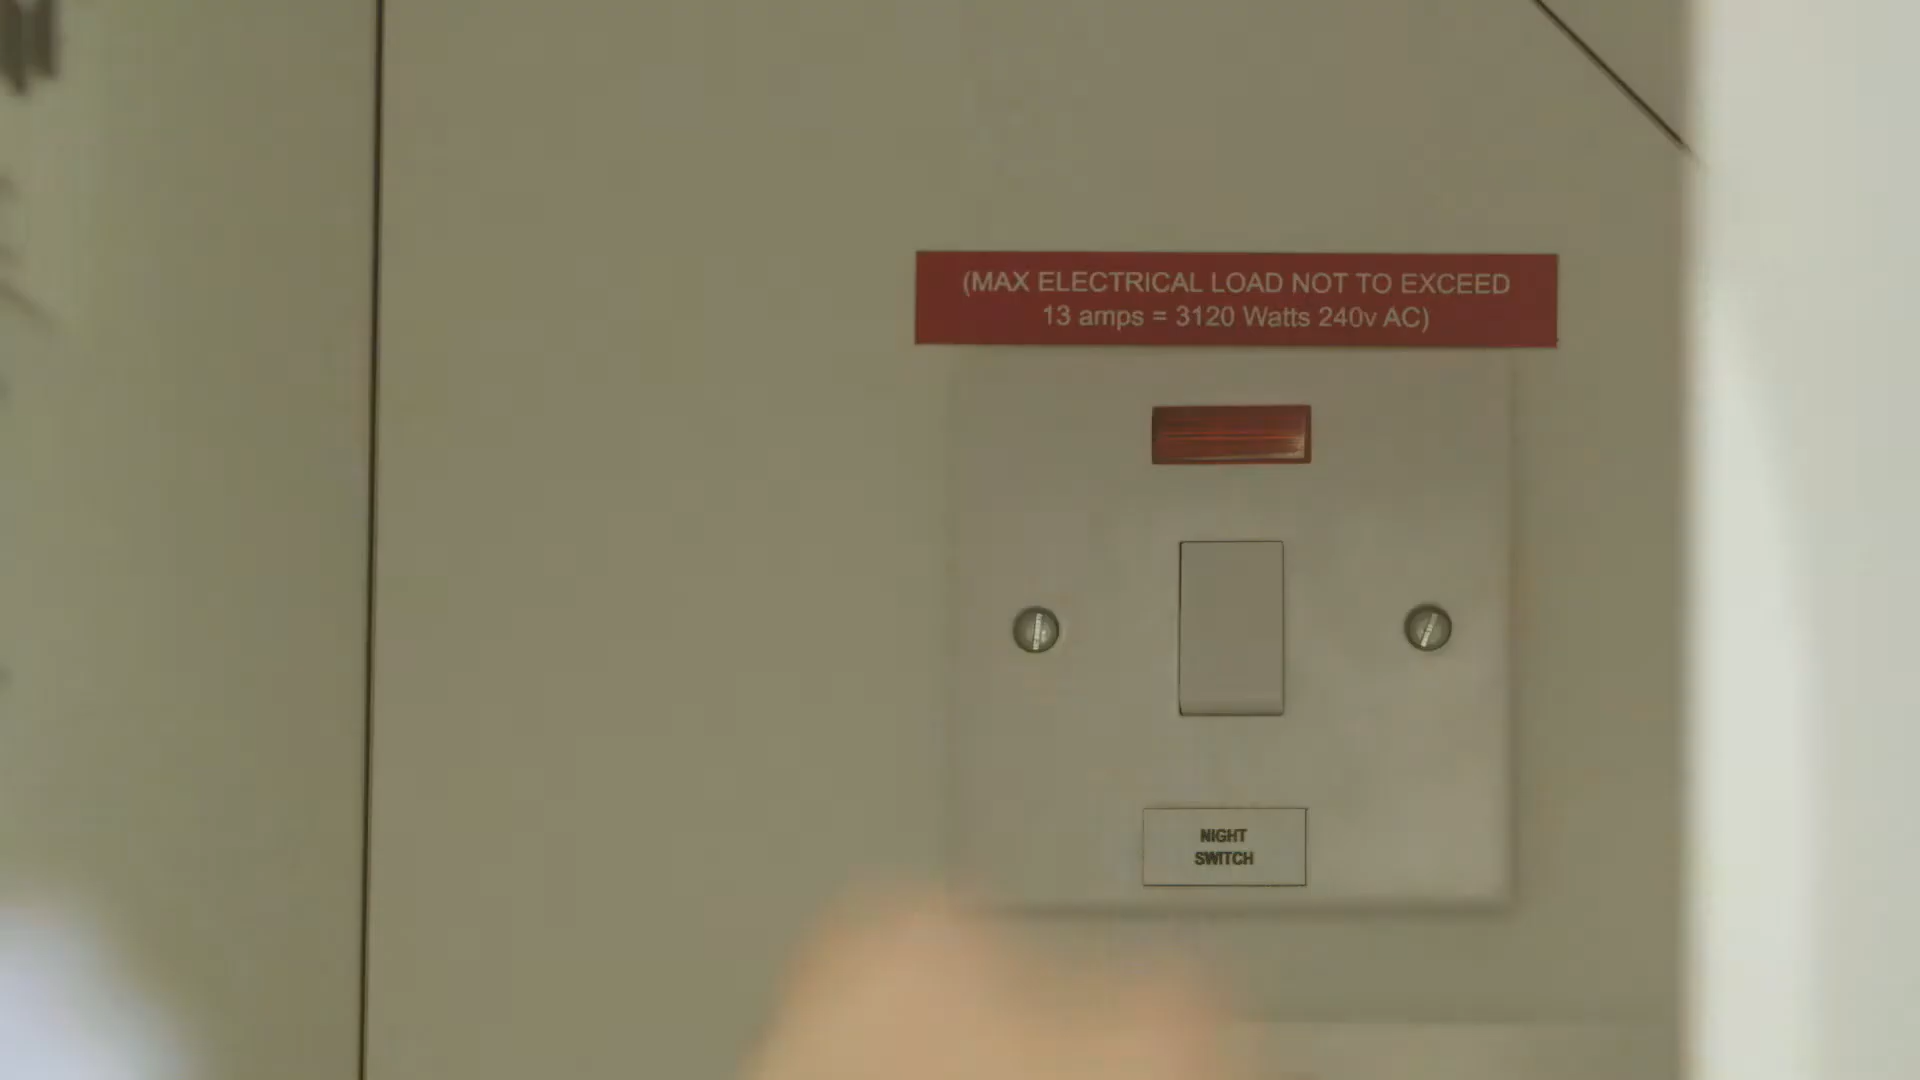 (MAX ELECTRICAL LOAD NOT TO EXCEED
13 amps = 3120 Watts 240v AC)
NIGHT
SWITCH